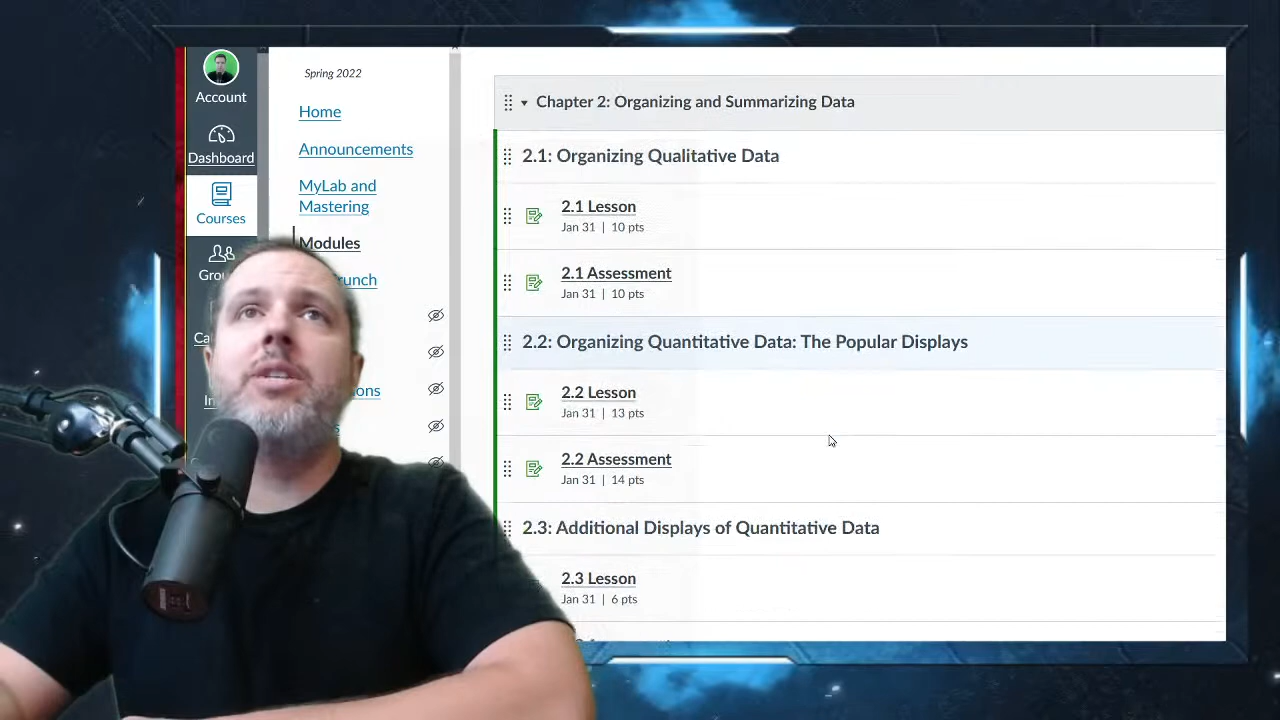 Account
Dashboard
Courses
Spring 2022
Home
Announcements
MyLab and
Mastering
Modules
Chapter 2: Organizing and Summarizing Data
2.1: Organizing Qualitative Data
2.1 Lesson
Jan 31 | 10 pts
2.1 Assessment
Jan 31 | 10 pts
2.2: Organizing Quantitative Data: The Popular Displays
2.2 Lesson
Jan 31 | 13 pts
2.2 Assessment
Jan 31 | 14 pts
2.3: Additional Displays of Quantitative Data
2.3 Lesson
Jan 31 | 6 pts